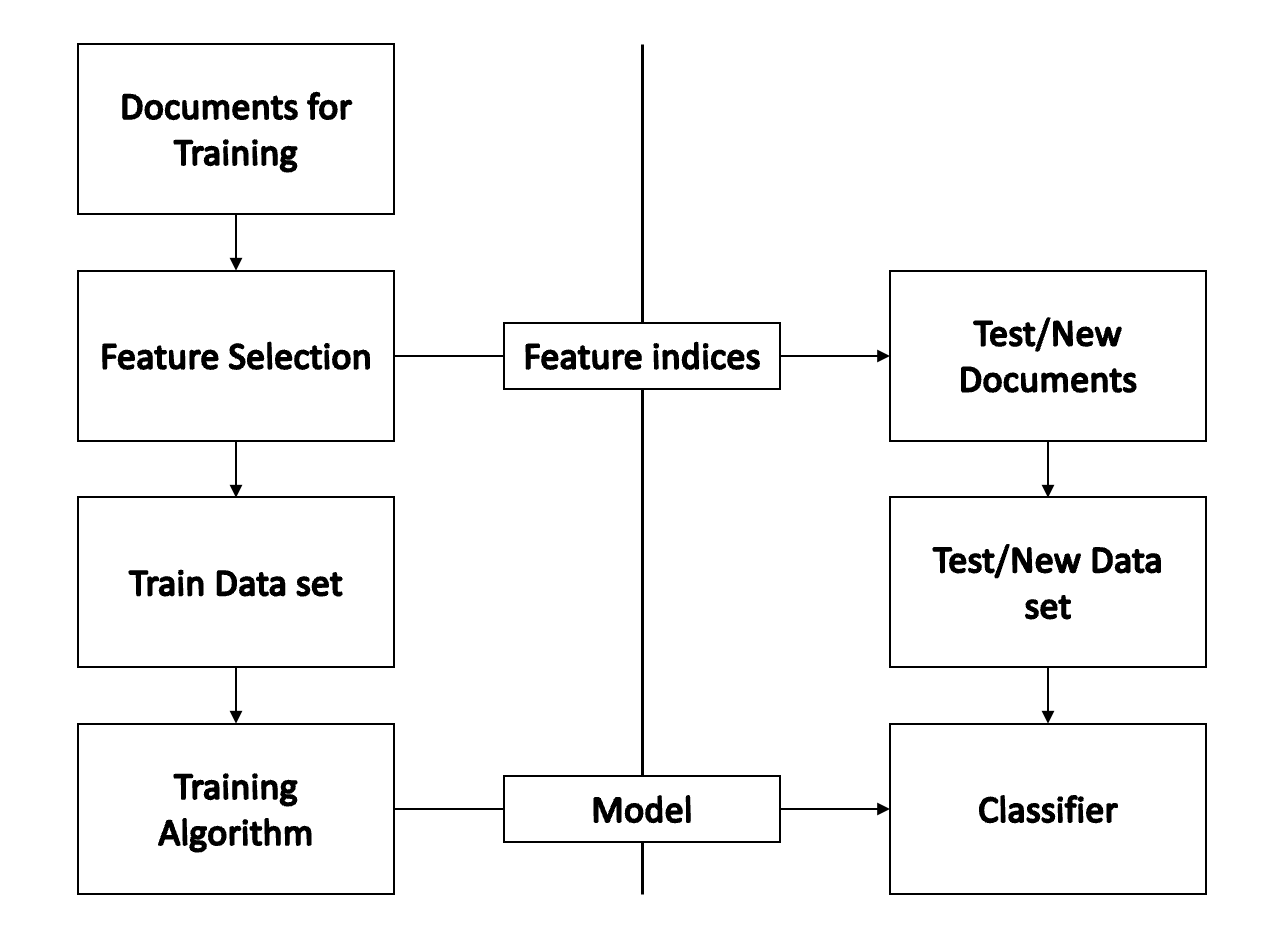 Documents for
Training
Feature Selection
Feature indices
Test/New
Documents
Train Data set
Test/New Data
set
Training
Algorithm
Model
Classifier